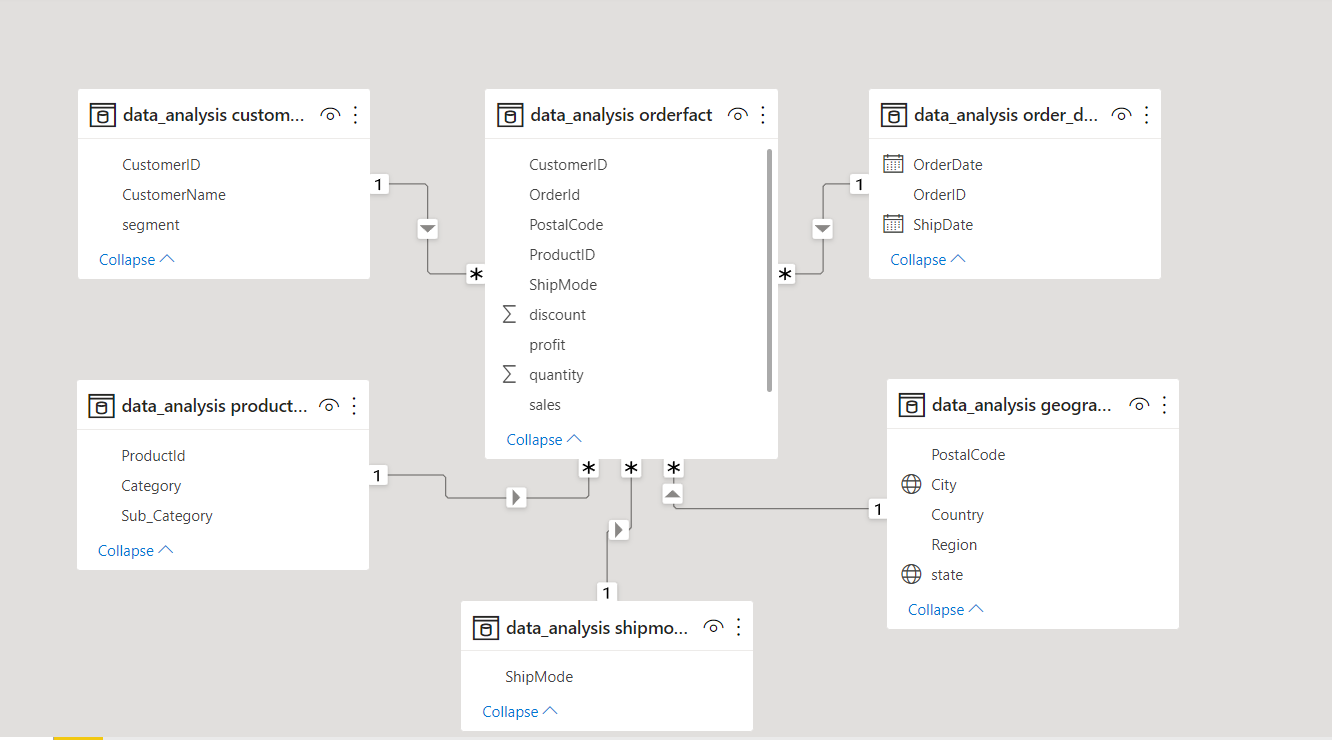 data_analysis custom...
CustomerID
CustomerName
segment
Collapse
1
*
data_analysis orderfact
CustomerID
OrderId
PostalCode
ProductID
ShipMode
discount
profit
quantity
sales
Collapse
*
*
*
*
1
data_analysis order_d...
OrderDate
OrderID
ShipDate
Collapse
data_analysis product...
ProductId
Category
Sub_Category
Collapse
1
data_analysis geogra...
PostalCode
City
Country
Region
state
Collapse
1
1
data_analysis shipmo...
ShipMode
Collapse